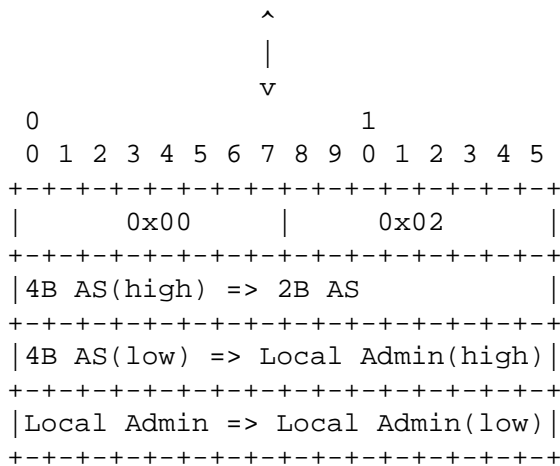 ^
|
v
0 1
0 1 2 3 4 5 6 7 8 9 0 1 2 3 4 5
+-+-+-+-+-+-+-+-+-+-+-+-+-+-+-+-+
| 0x00 | 0x02 |
+-+-+-+-+-+-+-+-+-+-+-+-+-+-+-+-+
|4B AS(high) => 2B AS |
+-+-+-+-+-+-+-+-+-+-+-+-+-+-+-+-+
|4B AS(low) => Local Admin(high)|
+-+-+-+-+-+-+-+-+-+-+-+-+-+-+-+-+
|Local Admin => Local Admin(low)|
+-+-+-+-+-+-+-+-+-+-+-+-+-+-+-+-+